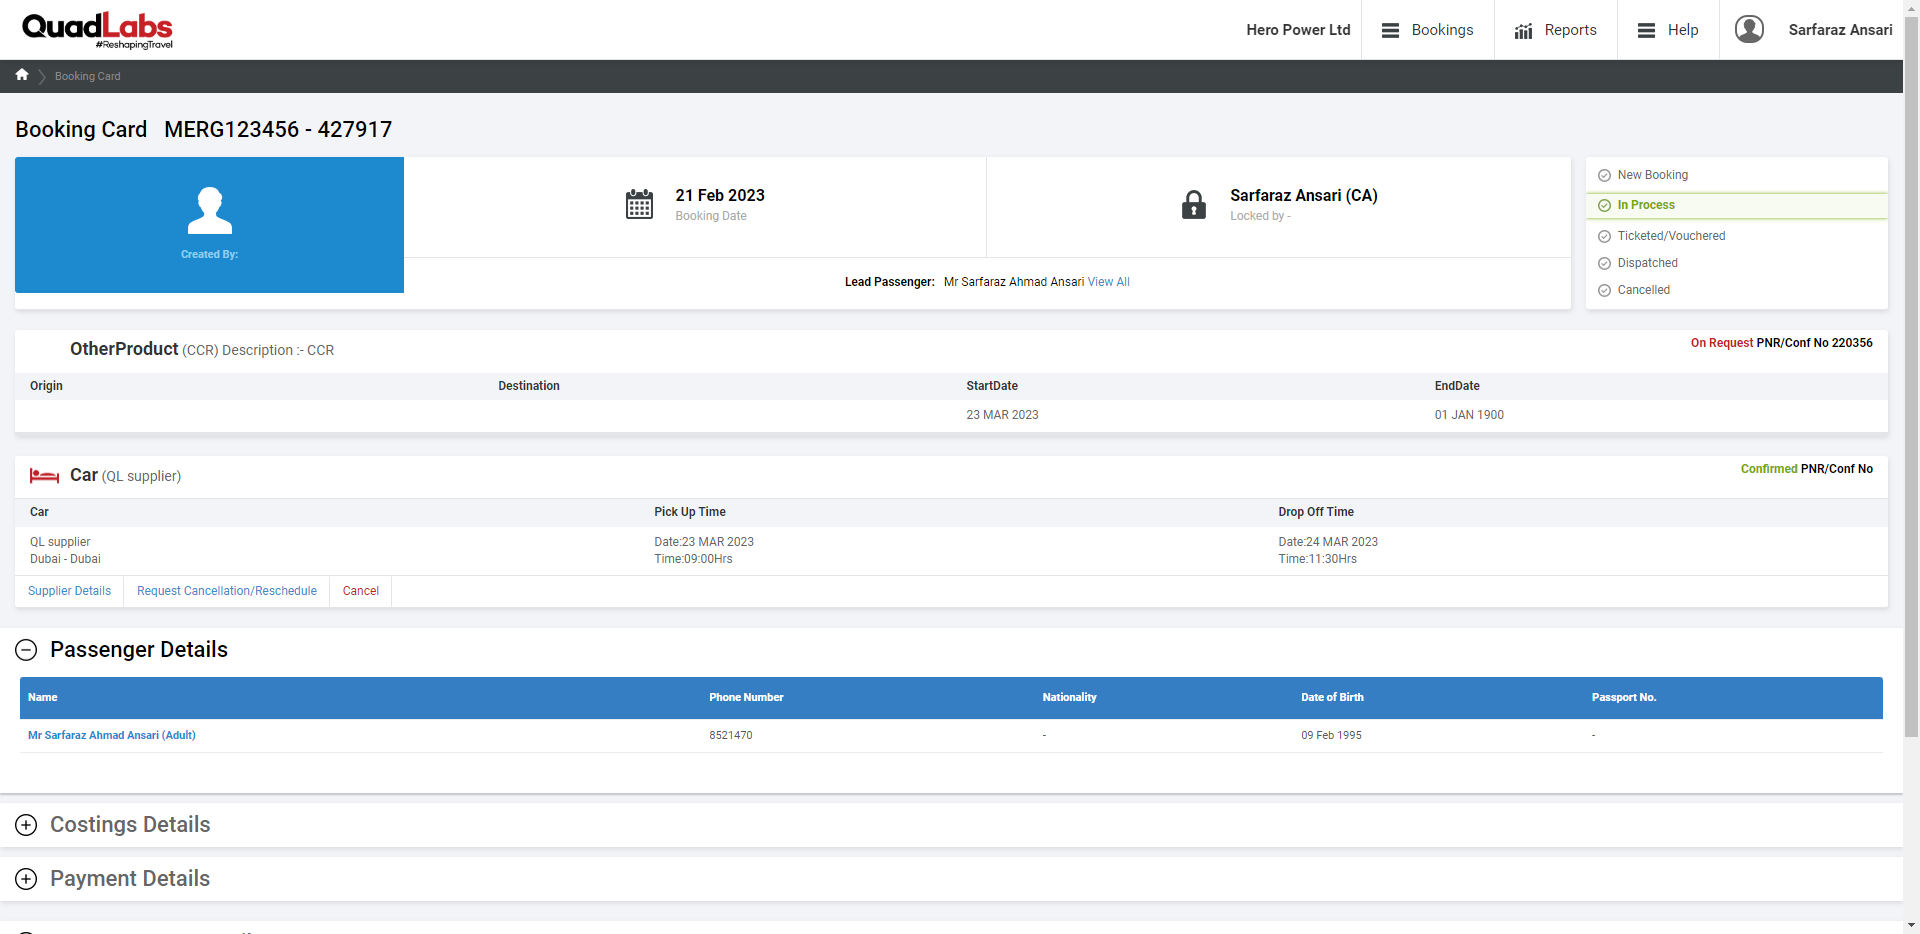 QuadLabs
#ReshapingTravel
Hero Power Ltd
Bookings
Reports
Help
Sarfaraz Ansari
Booking Card
Booking Card MERG123456 - 427917
Created By:
21 Feb 2023
Booking Date
Sarfaraz Ansari (CA)
Locked by -
Lead Passenger: Mr Sarfaraz Ahmad Ansari View All
New Booking
In Process
Ticketed/Vouchered
Dispatched
Cancelled
OtherProduct (CCR) Description :- CCR
On Request PNR/Conf No 220356
Origin Destination StartDate EndDate
23 MAR 2023 01 JAN 1900
Car (QL supplier)
Confirmed PNR/Conf No
Car Pick Up Time Drop Off Time
QL supplier Date:23 MAR 2023 Date:24 MAR 2023
Dubai - Dubai Time:09:00Hrs Time:11:30Hrs
Supplier Details Request Cancellation/Reschedule Cancel
Passenger Details
Name Phone Number Nationality Date of Birth Passport No.
Mr Sarfaraz Ahmad Ansari (Adult) 8521470 - 09 Feb 1995 -
Costings Details
Payment Details